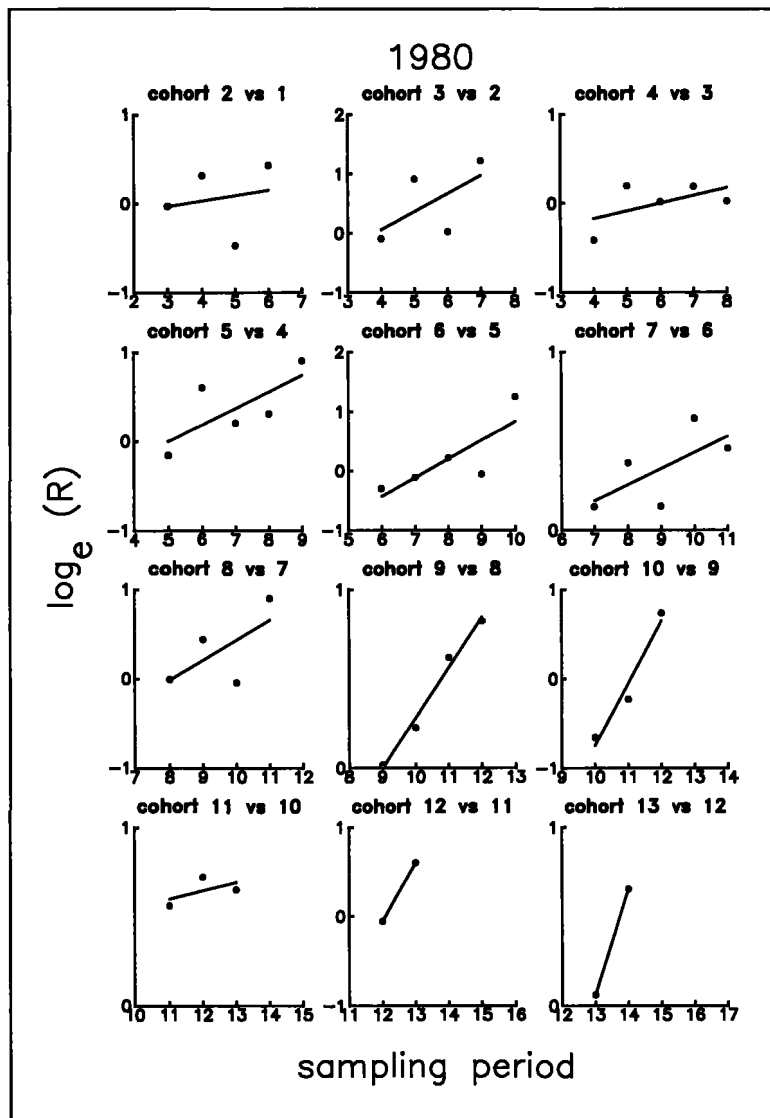 1980
cohort 2 vs 1
cohort 3 vs 2
cohort 4 vs 3
1
0
-1
2 3 4 5 6 7
2
1
0
-1
3 4 5 6 7 8
1
0
-1
3 4 5 6 7 8
cohort 5 vs 4
cohort 6 vs 5
cohort 7 vs 6
1
0
-1
4 5 6 7 8 9
2
1
0
-1
5 6 7 8 9 10
1
0
6 7 8 9 10 11
loge (R)
cohort 8 vs 7
cohort 9 vs 8
cohort 10 vs 9
1
0
-1
7 8 9 10 11 12
1
0
8 9 10 11 12 13
1
0
-1
9 10 11 12 13 14
cohort 11 vs 10
cohort 12 vs 11
cohort 13 vs 12
1
0
10 11 12 13 14 15
1
0
-1
11 12 13 14 15 16
1
0
12 13 14 15 16 17
sampling period